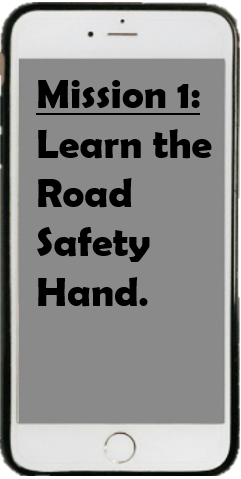 Mission 1:
Learn the
Road
Safety
Hand.